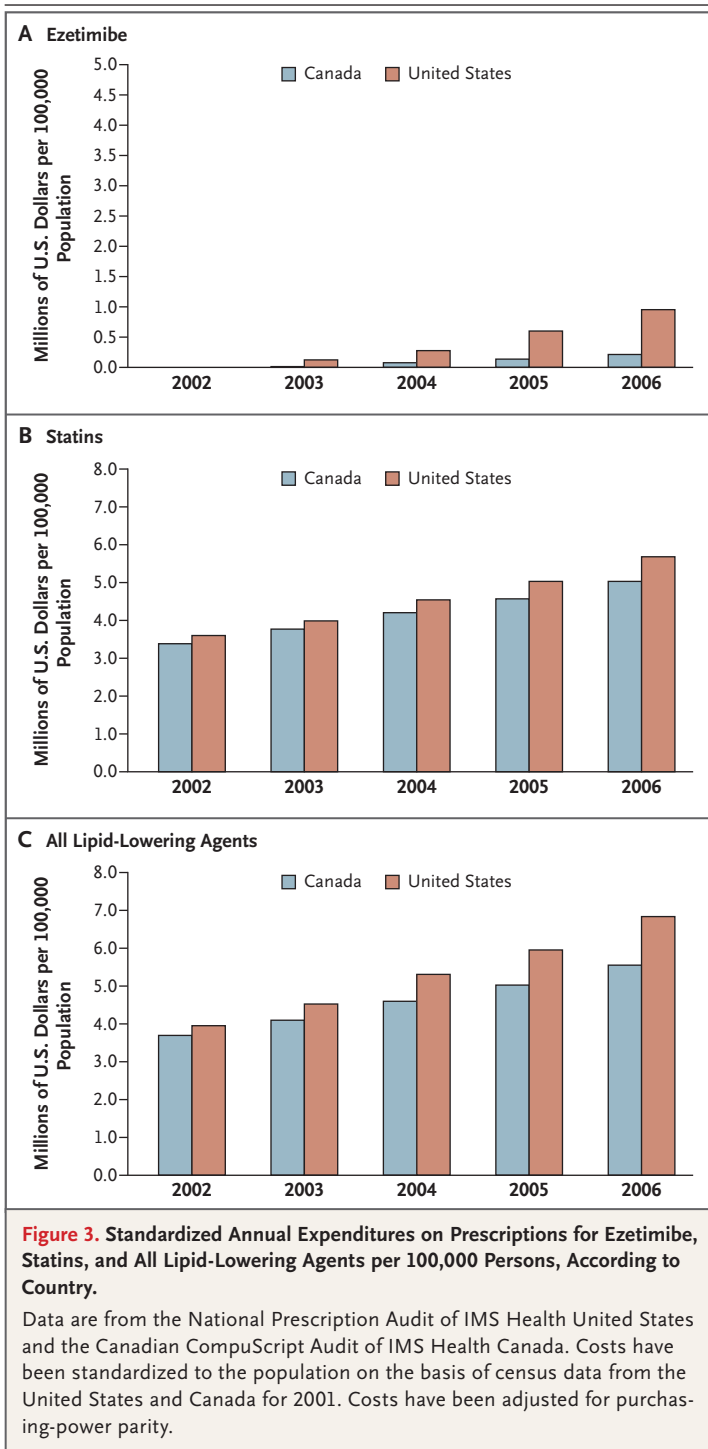 A Ezetimibe
Millions of U.S. Dollars per 100,000
Population
5.0
4.5
4.0
3.5
3.0
2.5
2.0
1.5
1.0
0.5
0.0
Canada United States
2002 2003 2004 2005 2006
B Statins
Millions of U.S. Dollars per 100,000
Population
8.0
7.0
6.0
5.0
4.0
3.0
2.0
1.0
0.0
Canada United States
2002 2003 2004 2005 2006
C All Lipid-Lowering Agents
Millions of U.S. Dollars per 100,000
Population
8.0
7.0
6.0
5.0
4.0
3.0
2.0
1.0
0.0
Canada United States
2002 2003 2004 2005 2006
Figure 3. Standardized Annual Expenditures on Prescriptions for Ezetimibe,
Statins, and All Lipid-Lowering Agents per 100,000 Persons, According to
Country.
Data are from the National Prescription Audit of IMS Health United States
and the Canadian CompuScript Audit of IMS Health Canada. Costs have
been standardized to the population on the basis of census data from the
United States and Canada for 2001. Costs have been adjusted for purchas-
ing-power parity.